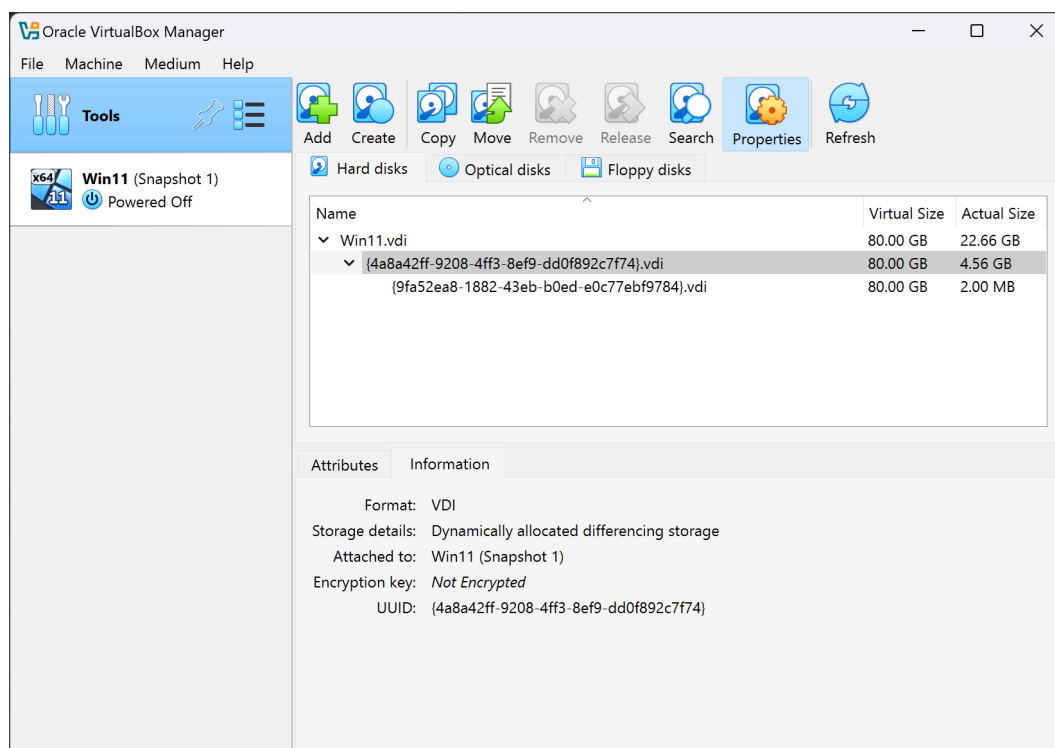 Oracle VirtualBox Manager
File Machine Medium Help
Tools
Add Create Copy Move Remove Release Search Properties Refresh
x64 11 Win11 (Snapshot 1)
Powered Off
Hard disks Optical disks Floppy disks
Name Virtual Size Actual Size
Win11.vdi 80.00 GB 22.66 GB
{4a8a42ff-9208-4ff3-8ef9-dd0f892c7f74}.vdi 80.00 GB 4.56 GB
{9fa52ea8-1882-43eb-b0ed-e0c77ebf9784}.vdi 80.00 GB 2.00 MB
Attributes Information
Format: VDI
Storage details: Dynamically allocated differencing storage
Attached to: Win11 (Snapshot 1)
Encryption key: Not Encrypted
UUID: {4a8a42ff-9208-4ff3-8ef9-dd0f892c7f74}